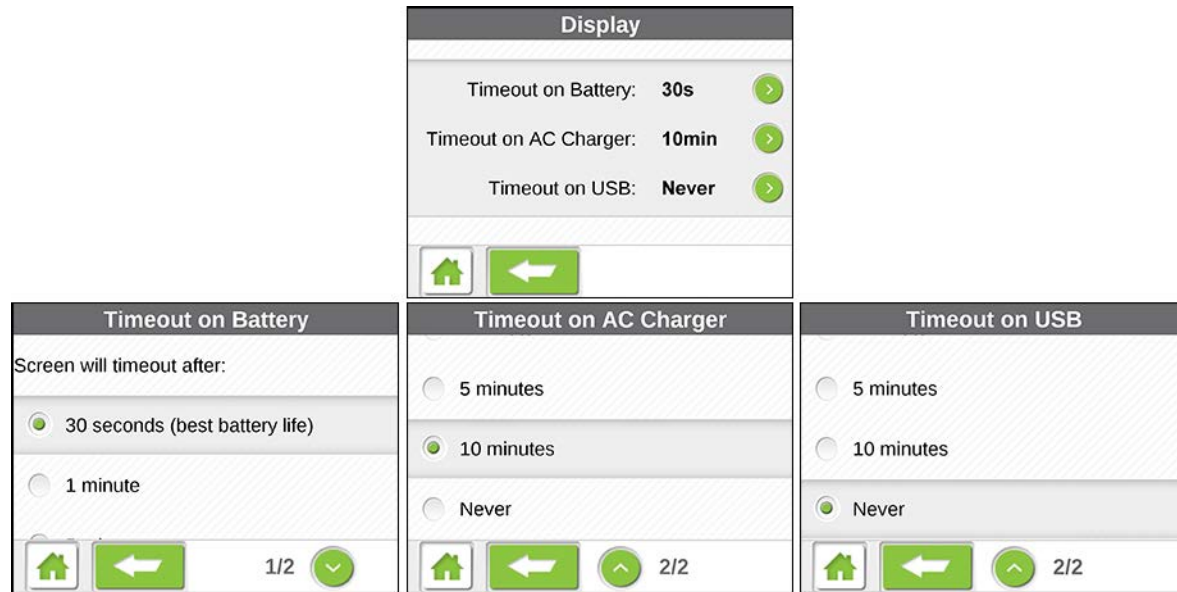 Display
Timeout on Battery: 30s
Timeout on AC Charger: 10min
Timeout on USB: Never
Timeout on Battery
Screen will timeout after:
30 seconds (best battery life)
1 minute
1/2
Timeout on AC Charger
5 minutes
10 minutes
Never
2/2
Timeout on USB
5 minutes
10 minutes
Never
2/2